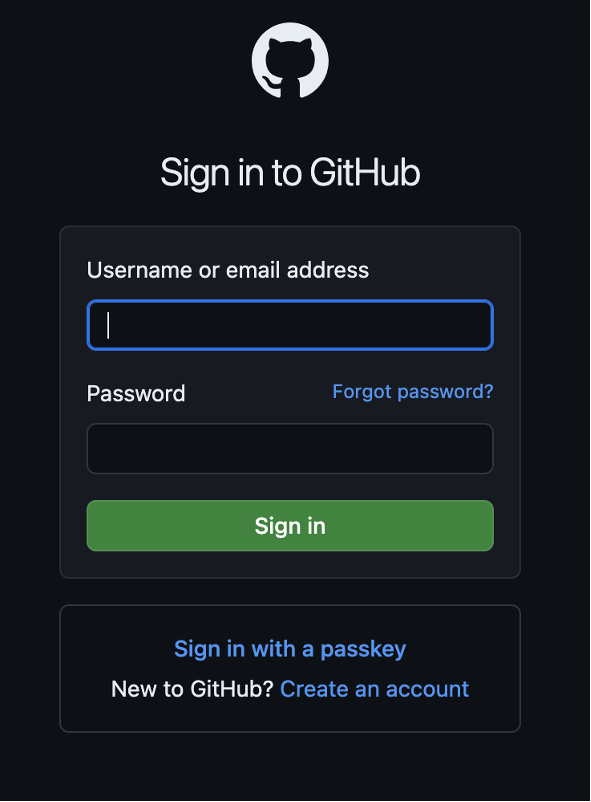 Sign in to GitHub
Username or email address
Password
Forgot password?
Sign in
Sign in with a passkey
New to GitHub? Create an account